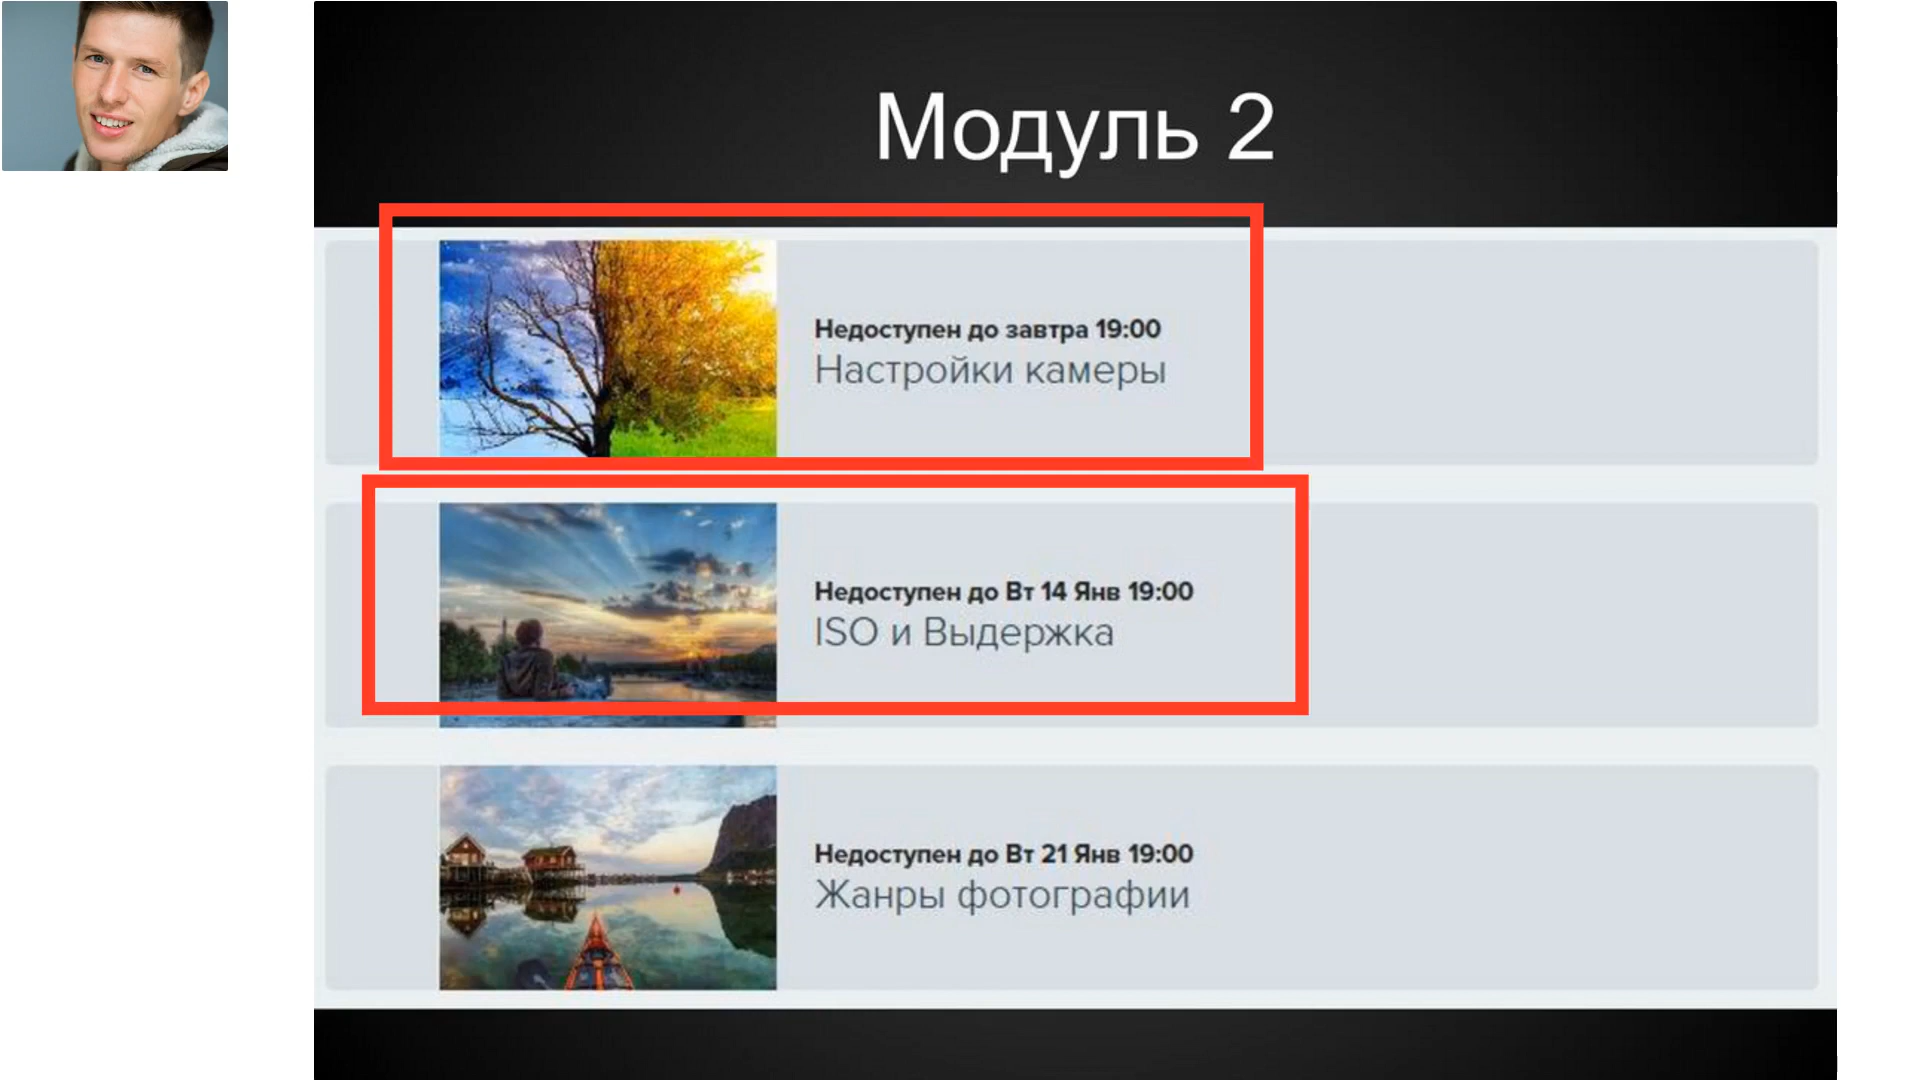 Модуль 2
Недоступен до завтра 19:00
Настройки камеры
Недоступен до Вт 14 Янв 19:00
ISO и Выдержка
Недоступен до Вт 21 Янв 19:00
Жанры фотографии